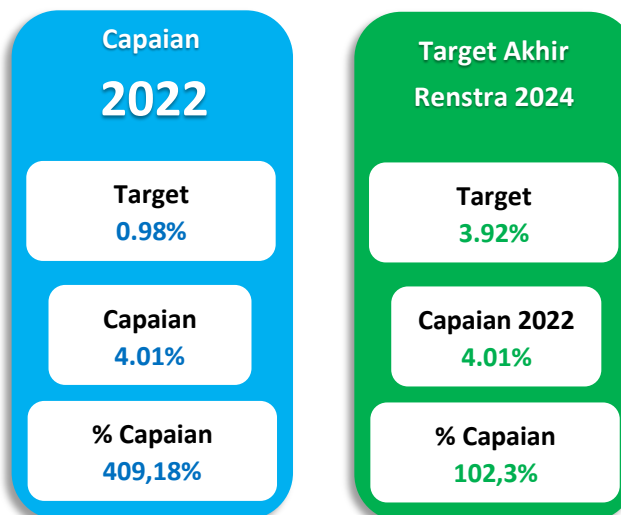 Capaian
2022
Target
0.98%
Capaian
4.01%
% Capaian
409,18%
Target Akhir
Renstra 2024
Target
3.92%
Capaian 2022
4.01%
% Capaian
102,3%